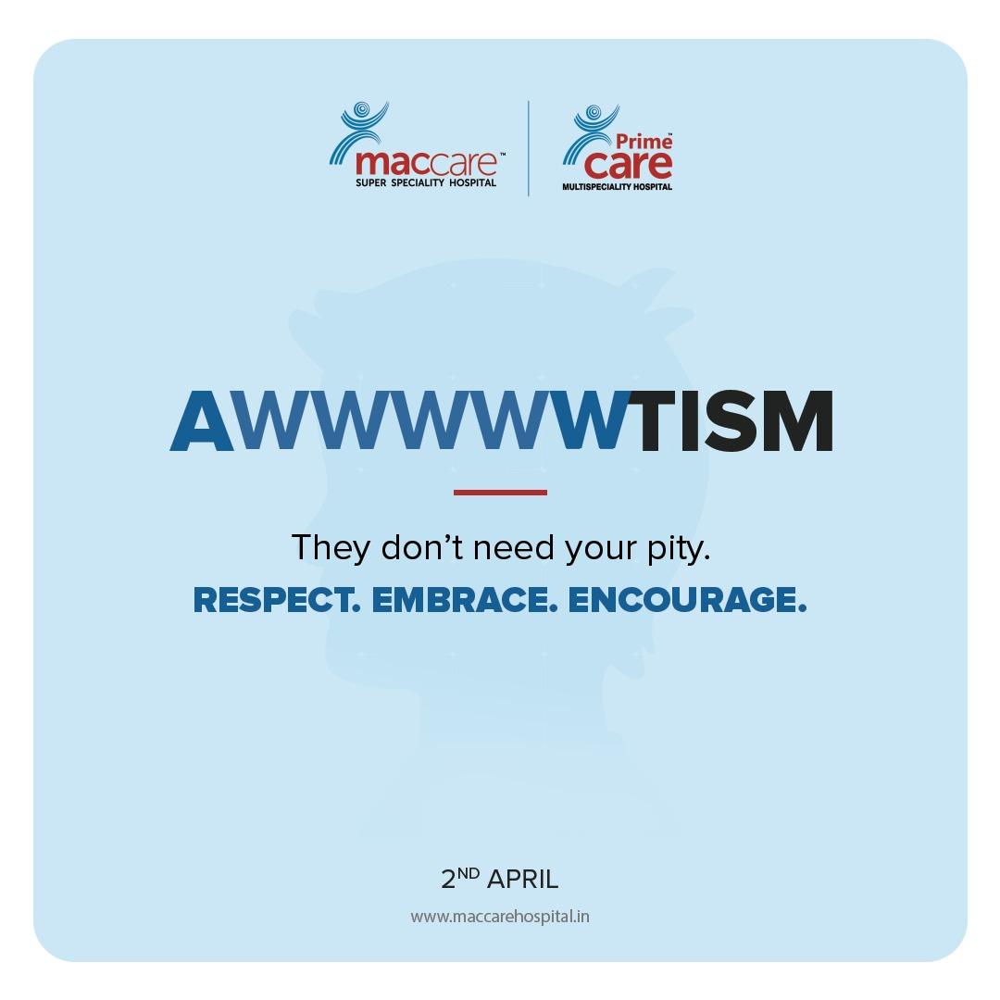 maccare™
SUPER SPECIALITY HOSPITAL
Prime™
care
MULTISPECIALITY HOSPITAL
AWWWWWTISM
They don’t need your pity.
RESPECT. EMBRACE. ENCOURAGE.
2ND APRIL
www.maccarehospital.in